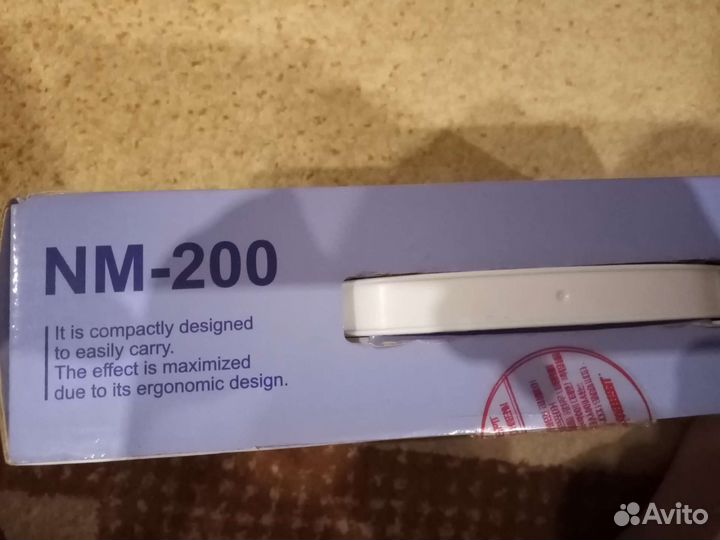 NM-200
It is compactly designed
to easily carry.
The effect is maximized
due to its ergonomic design.
Avito